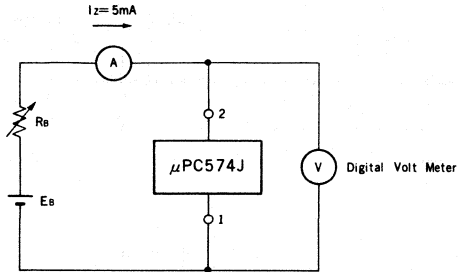 Iz= 5mA
A
2
RB
μPC574J
V
Digital Volt Meter
EB
1